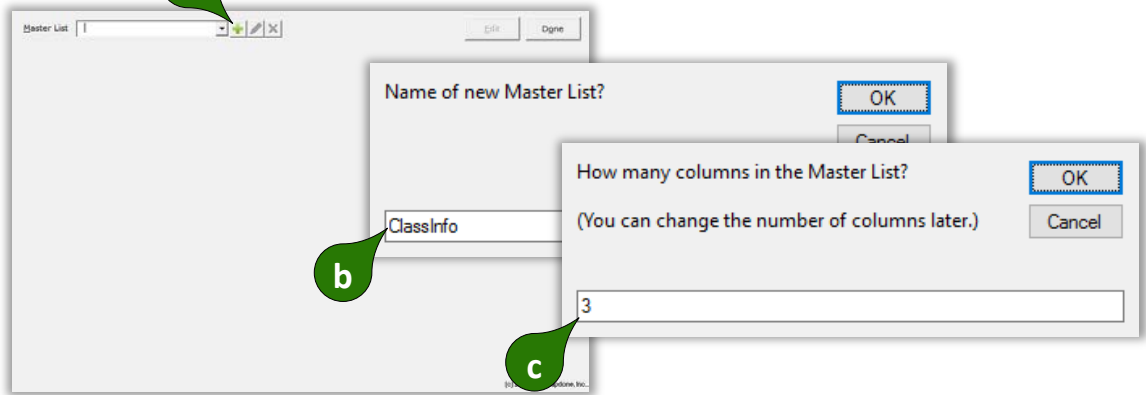 Master List
Edit
Done
Name of new Master List?
OK
Cancel
ClassInfo
b
How many columns in the Master List?
(You can change the number of columns later.)
OK
Cancel
3
c